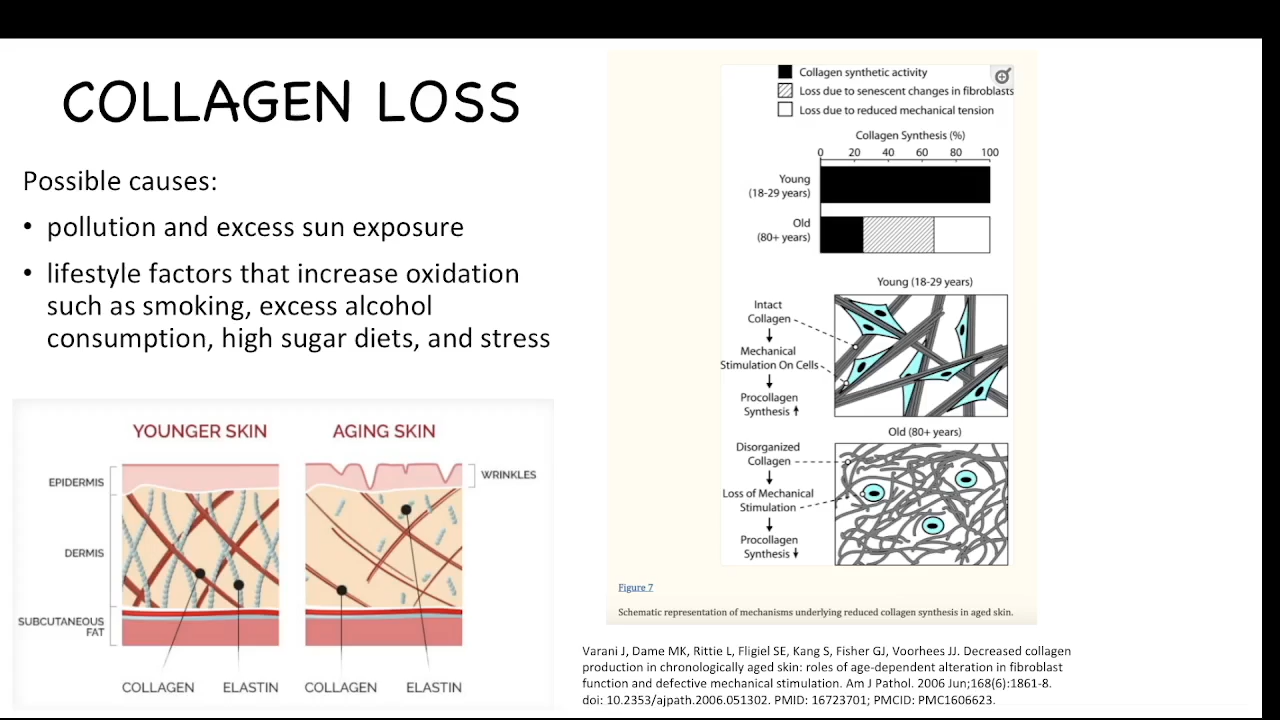 COLLAGEN LOSS
Possible causes:
• pollution and excess sun exposure
• lifestyle factors that increase oxidation
such as smoking, excess alcohol
consumption, high sugar diets, and stress
YOUNGER SKIN
AGING SKIN
EPIDERMIS
WRINKLES
DERMIS
SUBCUTANEOUS
FAT
COLLAGEN
ELASTIN
COLLAGEN
ELASTIN
Collagen synthetic activity
Loss due to senescent changes in fibroblasts
Loss due to reduced mechanical tension
Collagen Synthesis (%)
0 20 40 60 80 100
Young
(18-29 years)
Old
(80+ years)
Young (18-29 years)
Intact
Collagen
Mechanical
Stimulation On Cells
Procollagen
Synthesis
Old (80+ years)
Disorganized
Collagen
Loss of Mechanical
Stimulation
Procollagen
Synthesis
Figure 7
Schematic representation of mechanisms underlying reduced collagen synthesis in aged skin.
Varani J, Dame MK, Rittie L, Fligiel SE, Kang S, Fisher GJ, Voorhees JJ. Decreased collagen
production in chronologically aged skin: roles of age-dependent alteration in fibroblast
function and defective mechanical stimulation. Am J Pathol. 2006 Jun;168(6):1861-8.
doi: 10.2353/ajpath.2006.051302. PMID: 16723701; PMCID: PMC1606623.